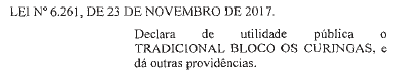 LEI Nº 6.261, DE 23 DE NOVEMBRO DE 2017.
Declara de utilidade pública o
TRADICIONAL BLOCO OS CURINGAS, e
dá outras providências.